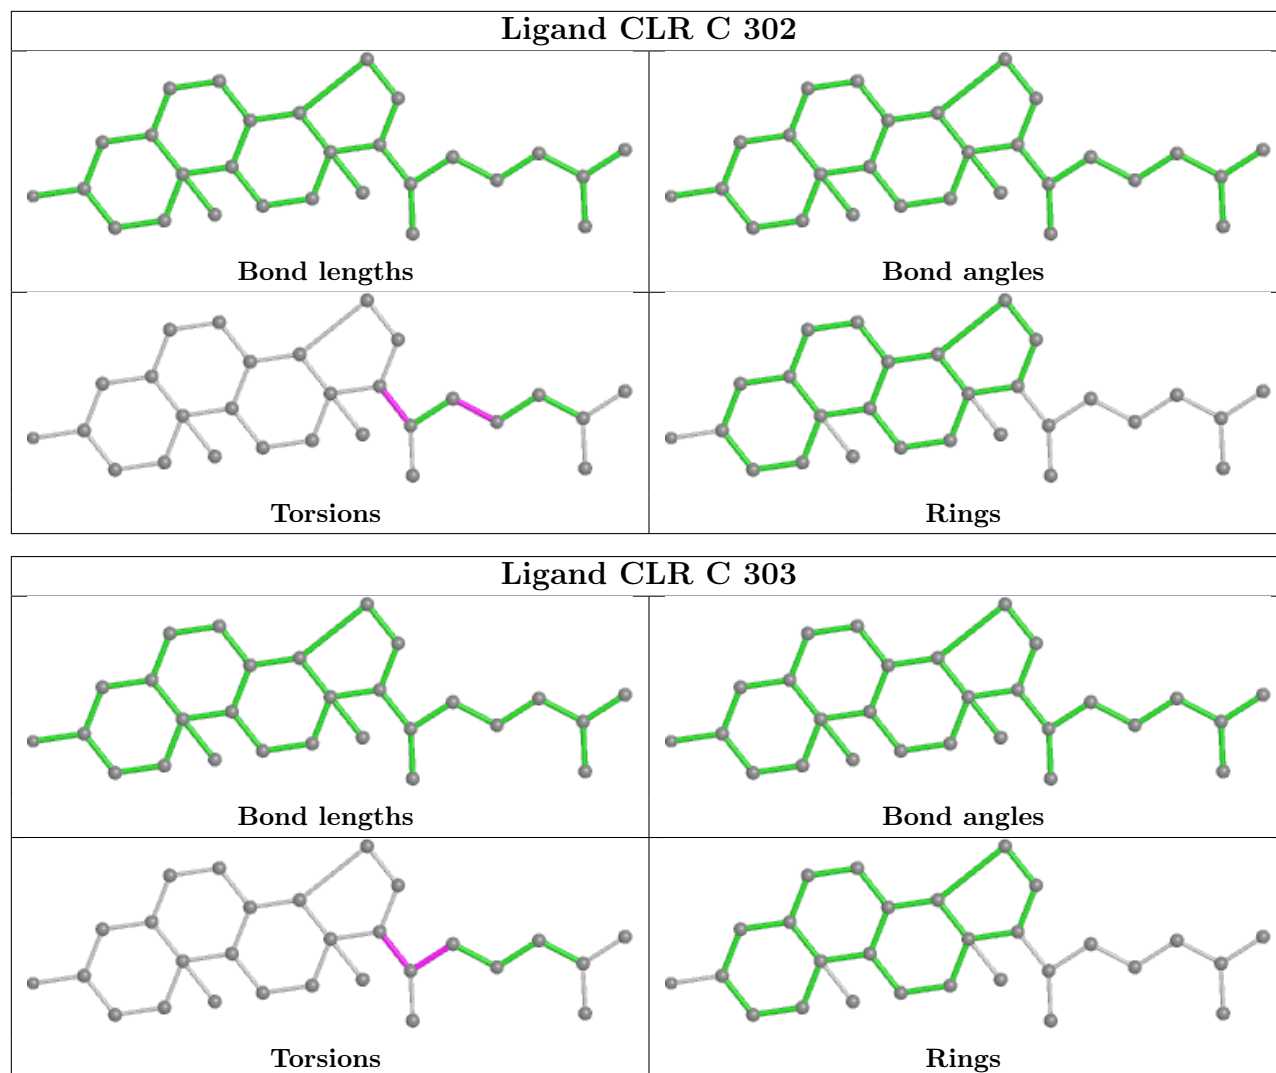 Ligand CLR C 302
Bond lengths
Bond angles
Torsions
Rings
Ligand CLR C 303
Bond lengths
Bond angles
Torsions
Rings